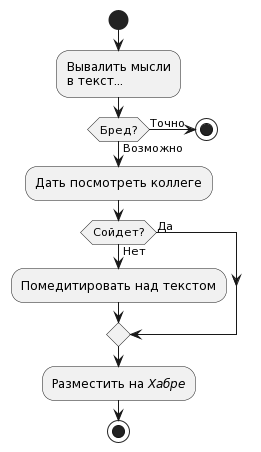 Вывалить мысли
в текст...
Бред?
Точно
Возможно
Дать посмотреть коллеге
Сойдет?
Да
Нет
Помедитировать над текстом
Разместить на Хабре